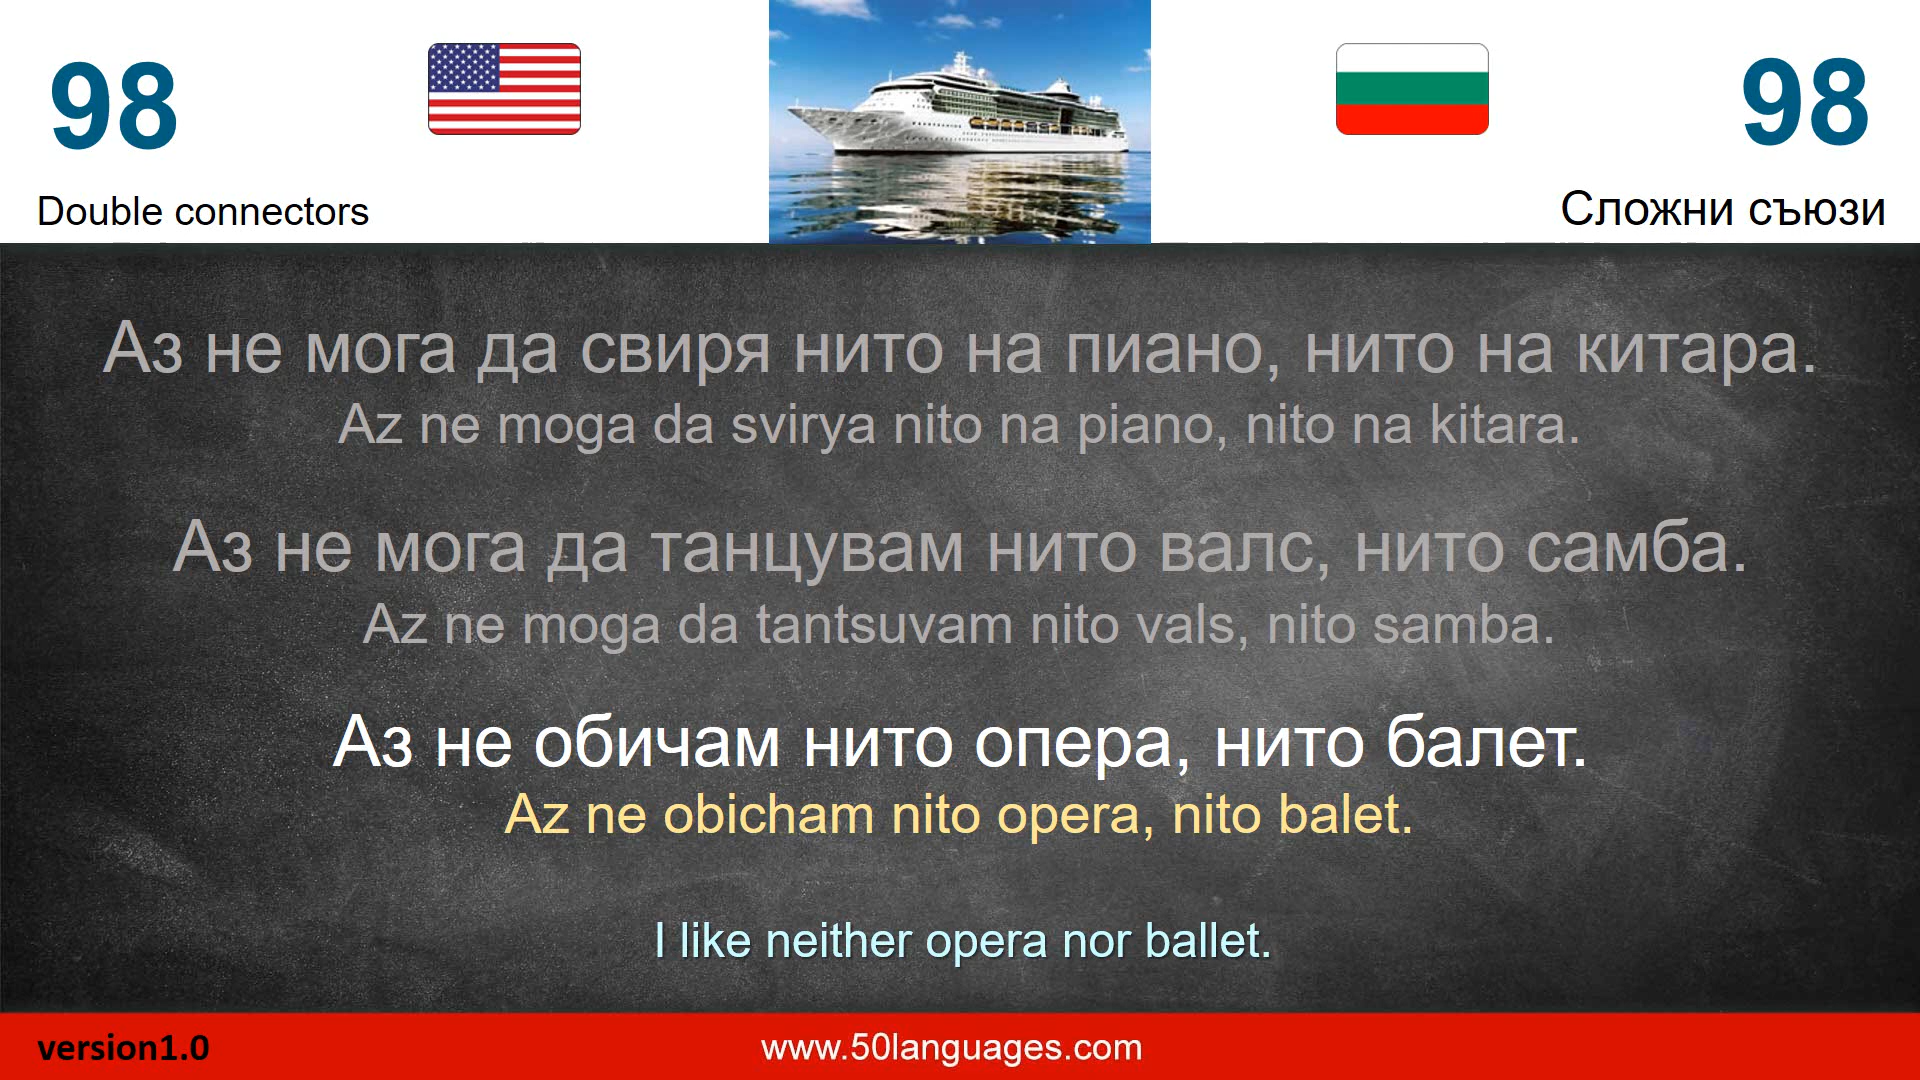 98
98
Double connectors
Сложни съюзи
Аз не мога да свиря нито на пиано, нито на китара.
Az ne moga da svirya nito na piano, nito na kitara.
Аз не мога да танцувам нито валс, нито самба.
Az ne moga da tantsuvam nito vals, nito samba.
Аз не обичам нито опера, нито балет.
Az ne obicham nito opera, nito balet.
I like neither opera nor ballet.
version1.0
www.50languages.com